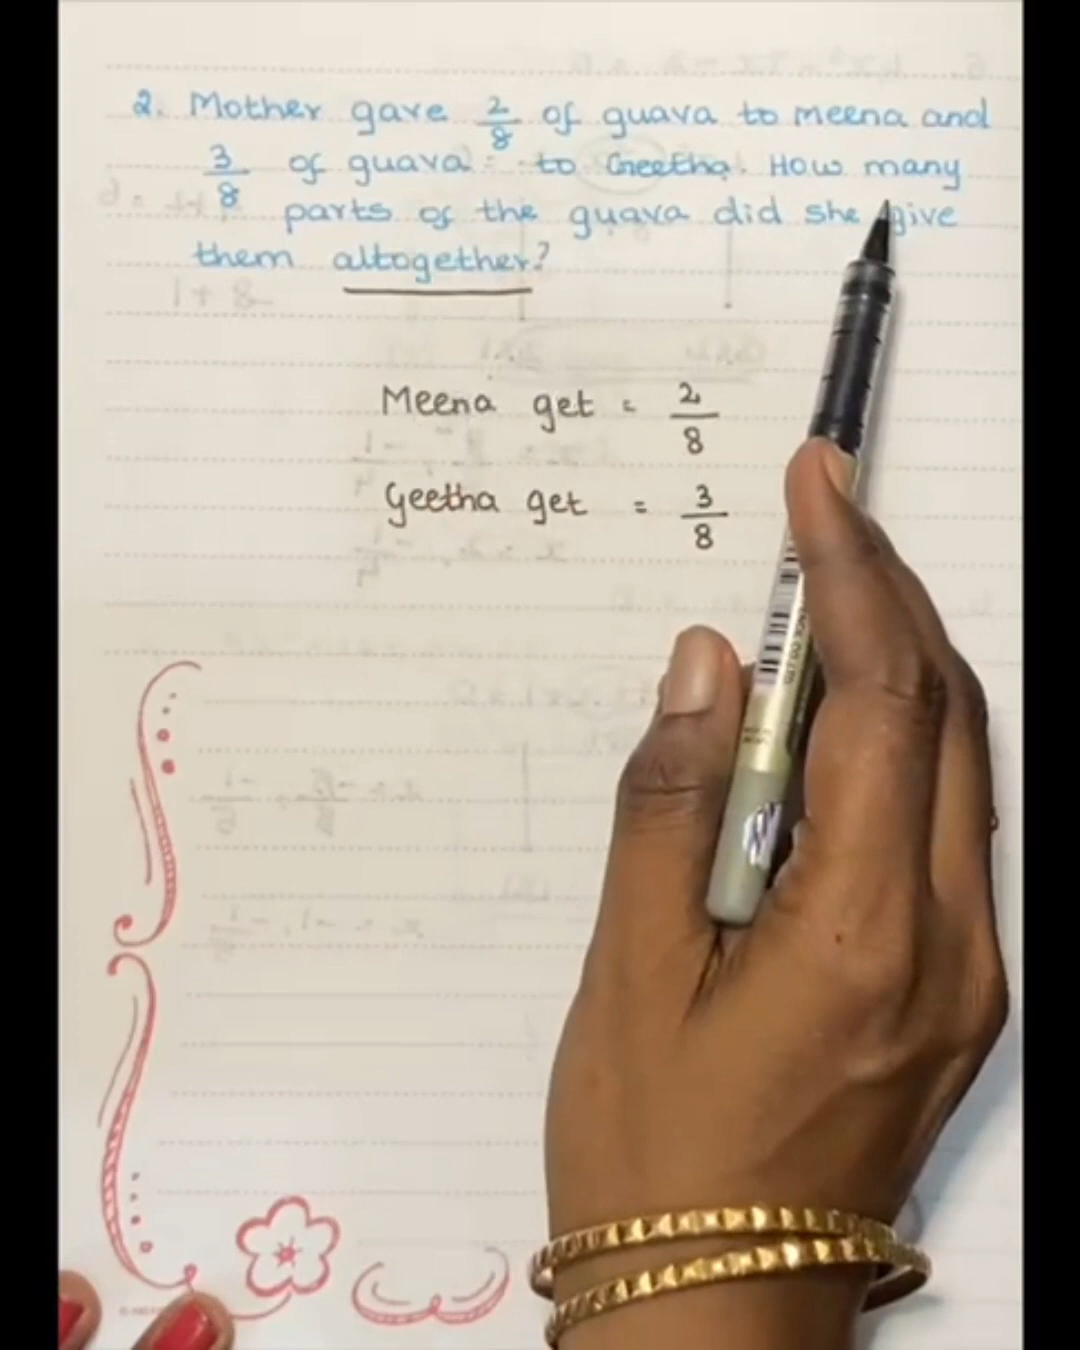 2. Mother gave 2/8 of guava to meena and
3/8 of guava to Greetha. How many
parts of the guava did she give
them altogether?
Meena get = 2/8
Geetha get = 3/8